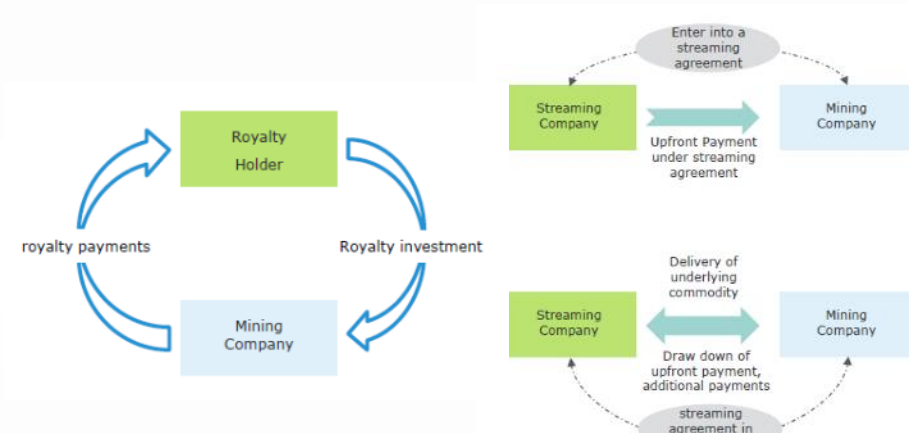 Royalty
Holder
royalty payments
Royalty investment
Mining
Company
Enter into a
streaming
agreement
Streaming
Company
Mining
Company
Upfront Payment
under streaming
agreement
Delivery of
underlying
commodity
Streaming
Company
Mining
Company
Draw down of
upfront payment,
additional payments
streaming
agreement in